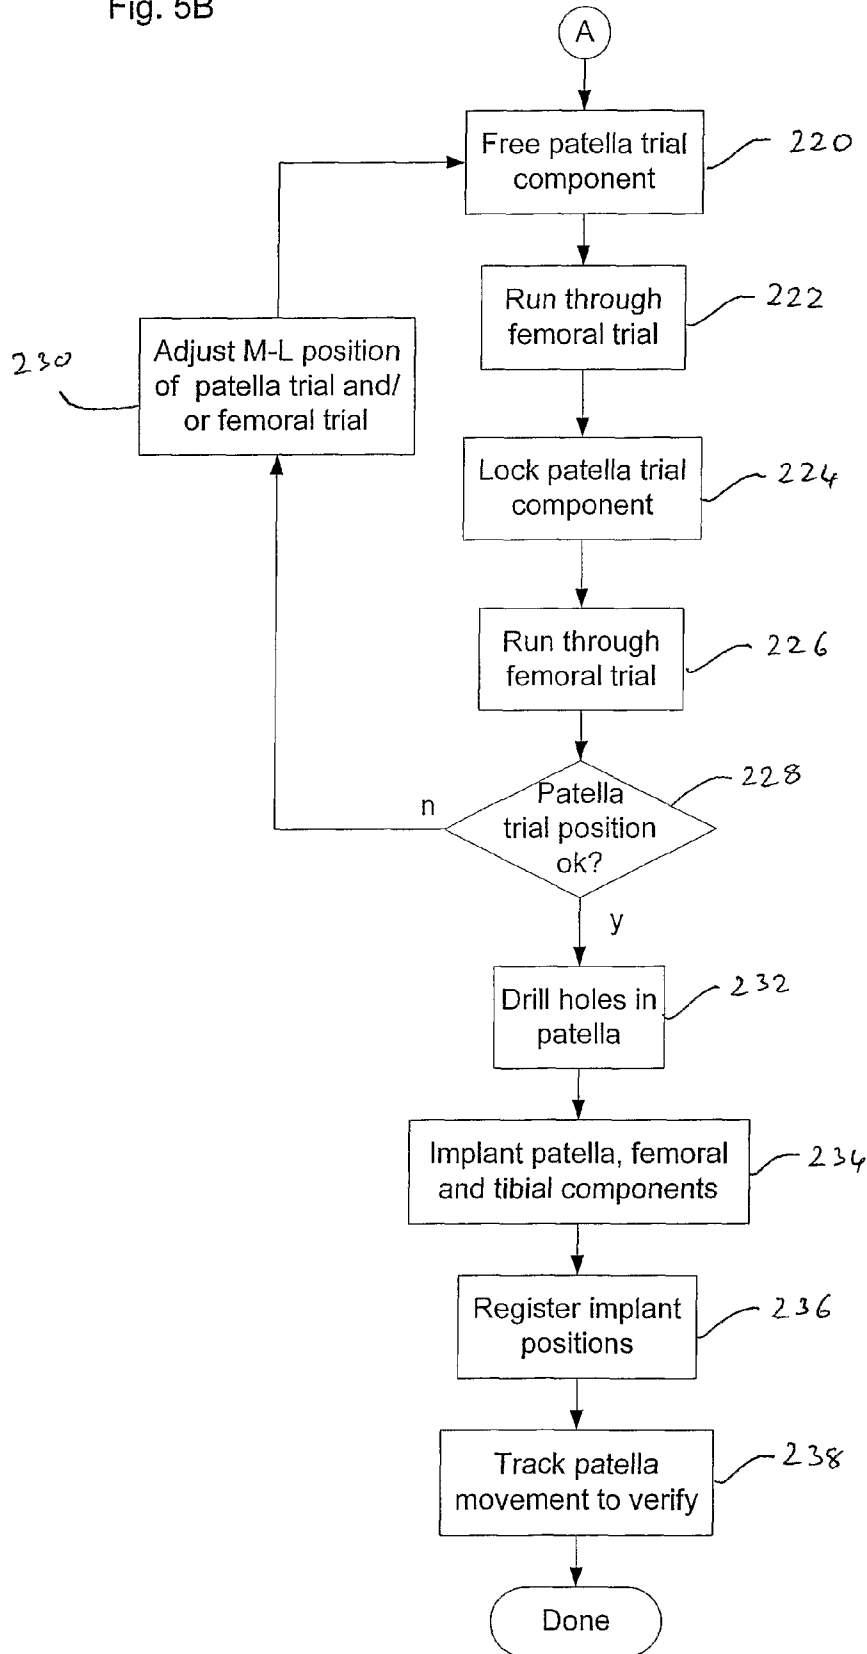 Fig. 5B
A
Free patella trial
component
220
Run through
femoral trial
222
Adjust M-L position
of patella trial and/
or femoral trial
230
Lock patella trial
component
224
Run through
femoral trial
226
Patella
trial position
ok?
228
n
y
Drill holes in
patella
232
Implant patella, femoral
and tibial components
234
Register implant
positions
236
Track patella
movement to verify
238
Done